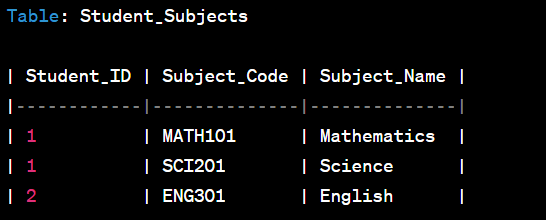 Table: Student_Subjects
| Student_ID | Subject_Code | Subject_Name |
|------------|--------------|--------------|
| 1          | MATH101      | Mathematics  |
| 1          | SCI201       | Science      |
| 2          | ENG301       | English      |